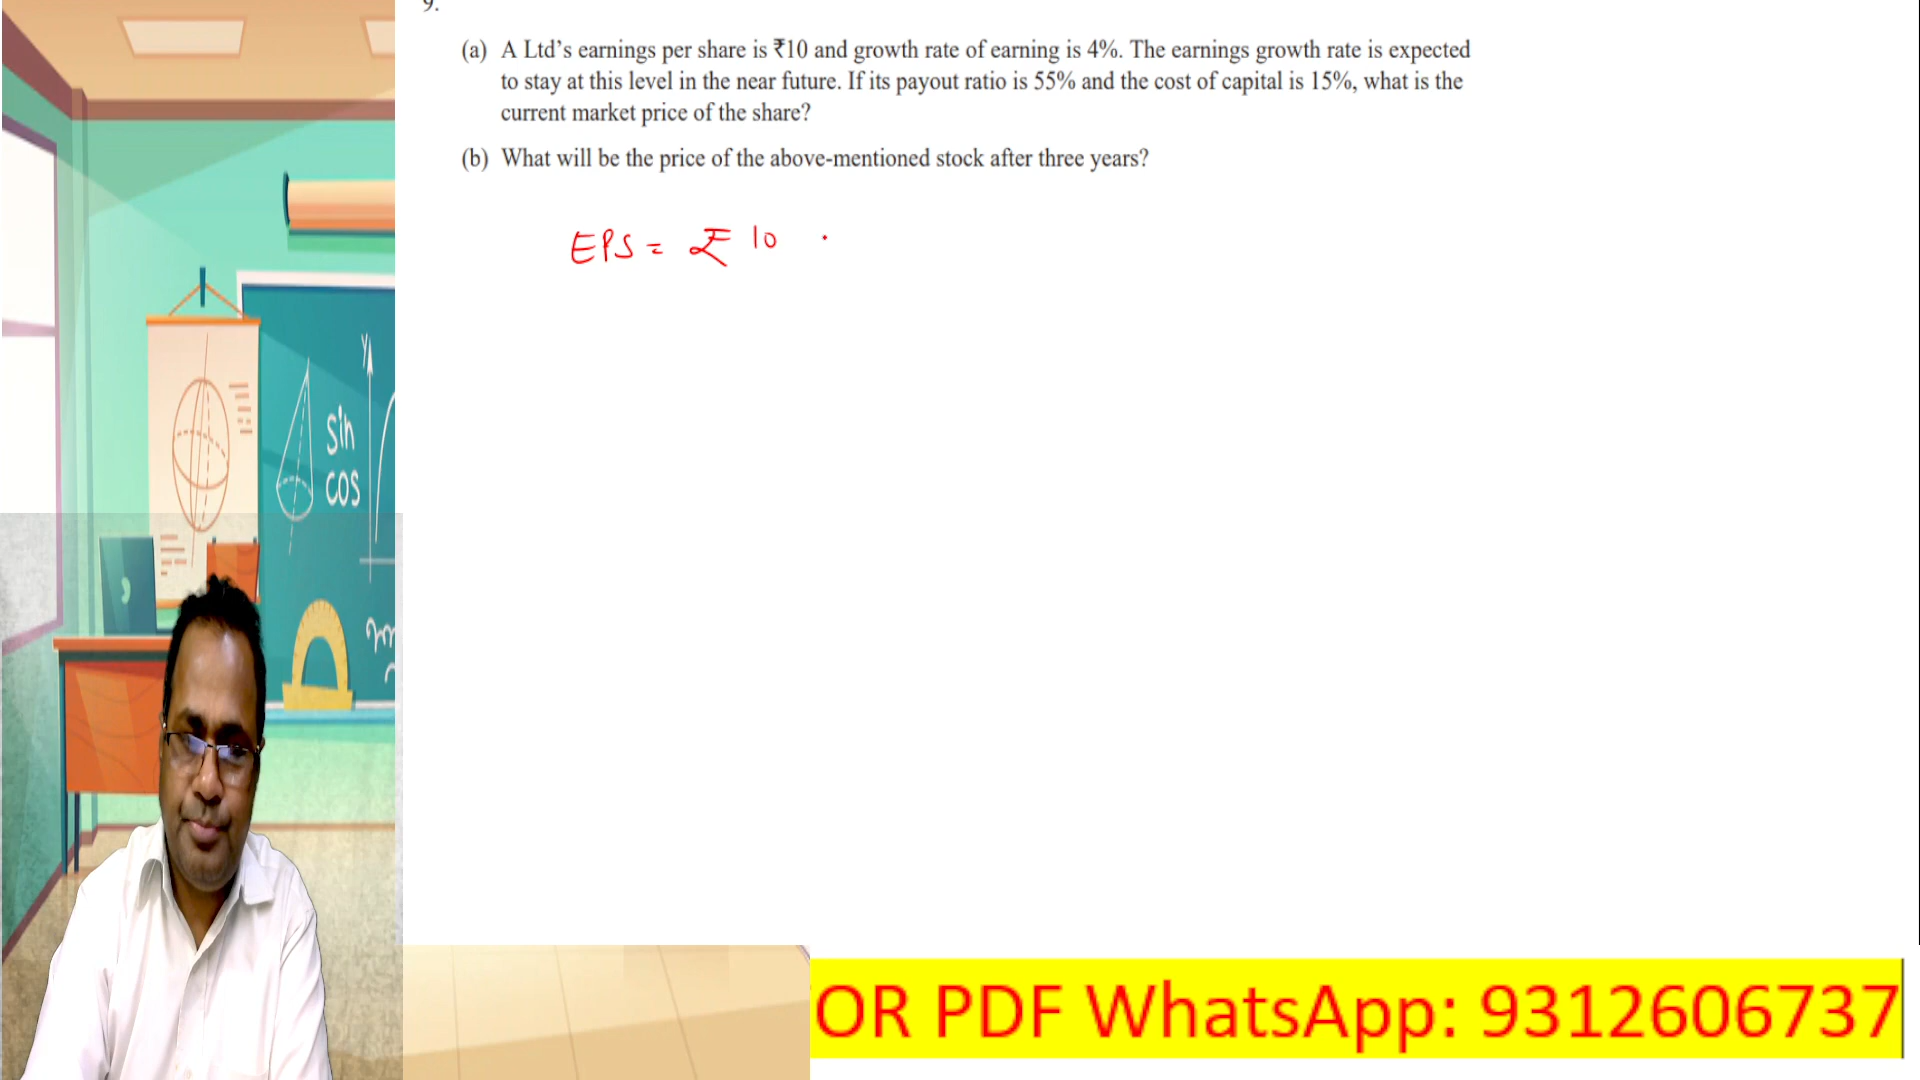 9.
(a) A Ltd’s earnings per share is ₹10 and growth rate of earning is 4%. The earnings growth rate is expected
to stay at this level in the near future. If its payout ratio is 55% and the cost of capital is 15%, what is the
current market price of the share?
(b) What will be the price of the above-mentioned stock after three years?
EPS = ₹ 10
Y
sin
cos
OR PDF WhatsApp: 9312606737